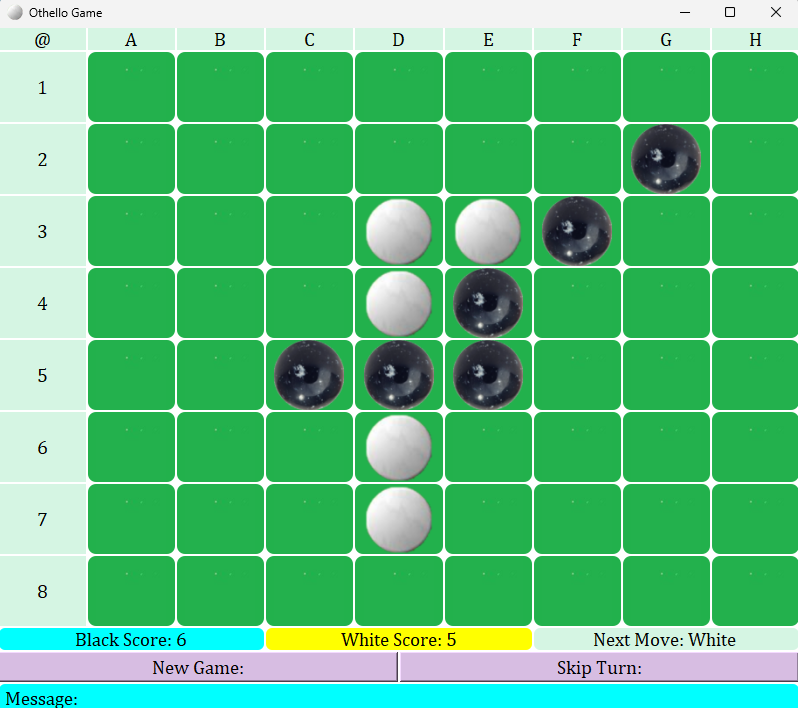 Othello Game
@ A B C D E F G H
1
2
3
4
5
6
7
8
Black Score: 6 White Score: 5 Next Move: White
New Game: Skip Turn:
Message: